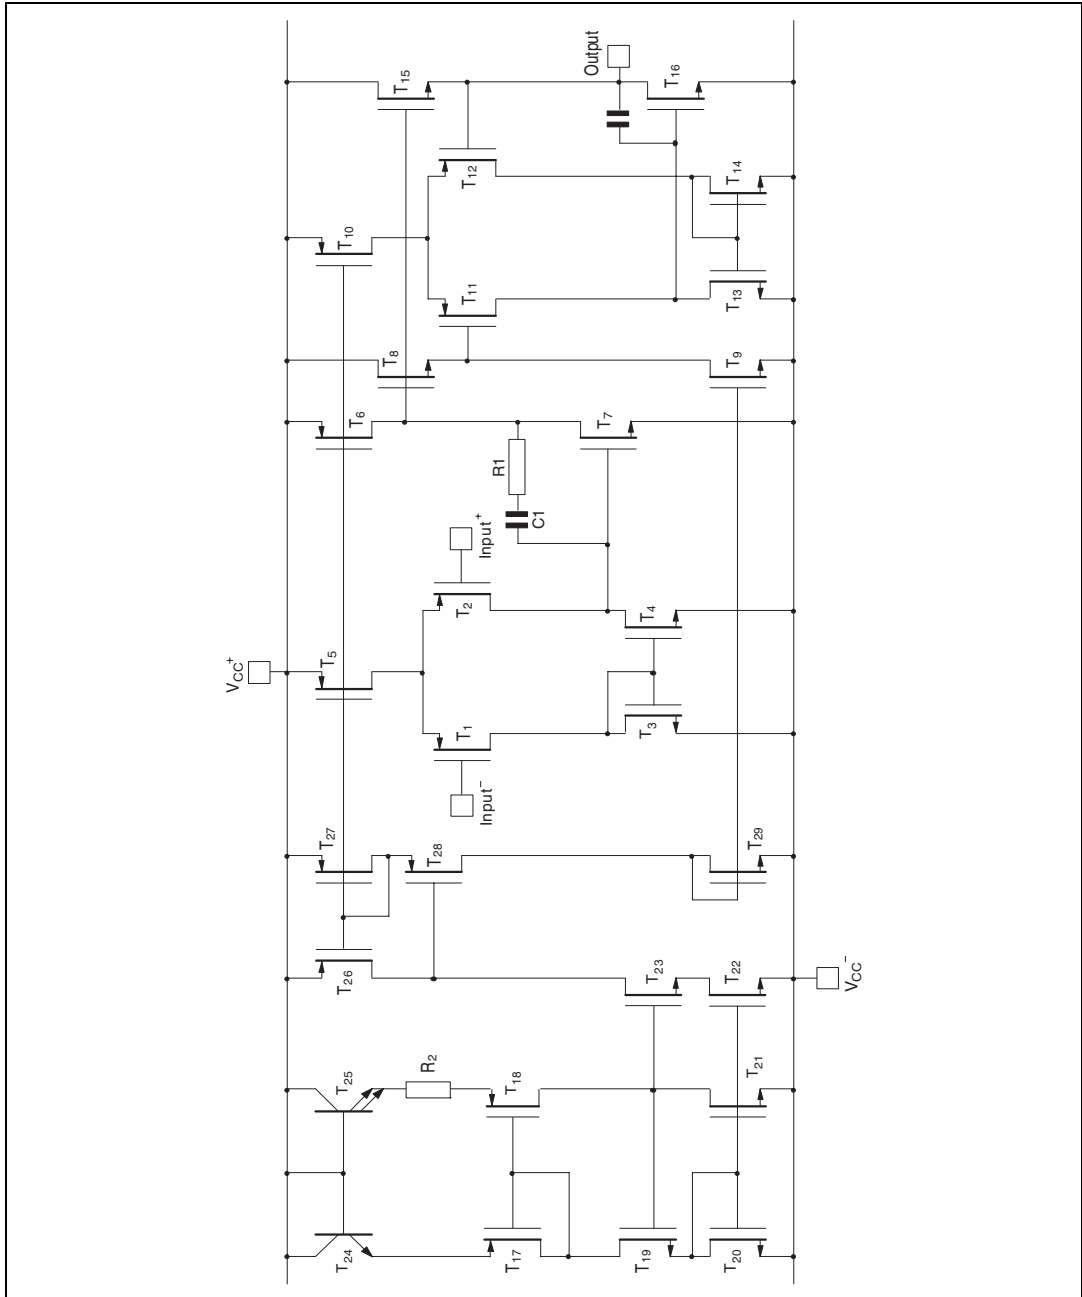 Output
T15
T16
T12
T14
T10
T11
T13
T8
T9
T6
T7
R1
C1
Input+
T2
T4
VCC+
T5
T1
T3
Input-
T27
T28
T29
T26
T23
T22
VCC-
R2
T25
T18
T21
T24
T17
T19
T20